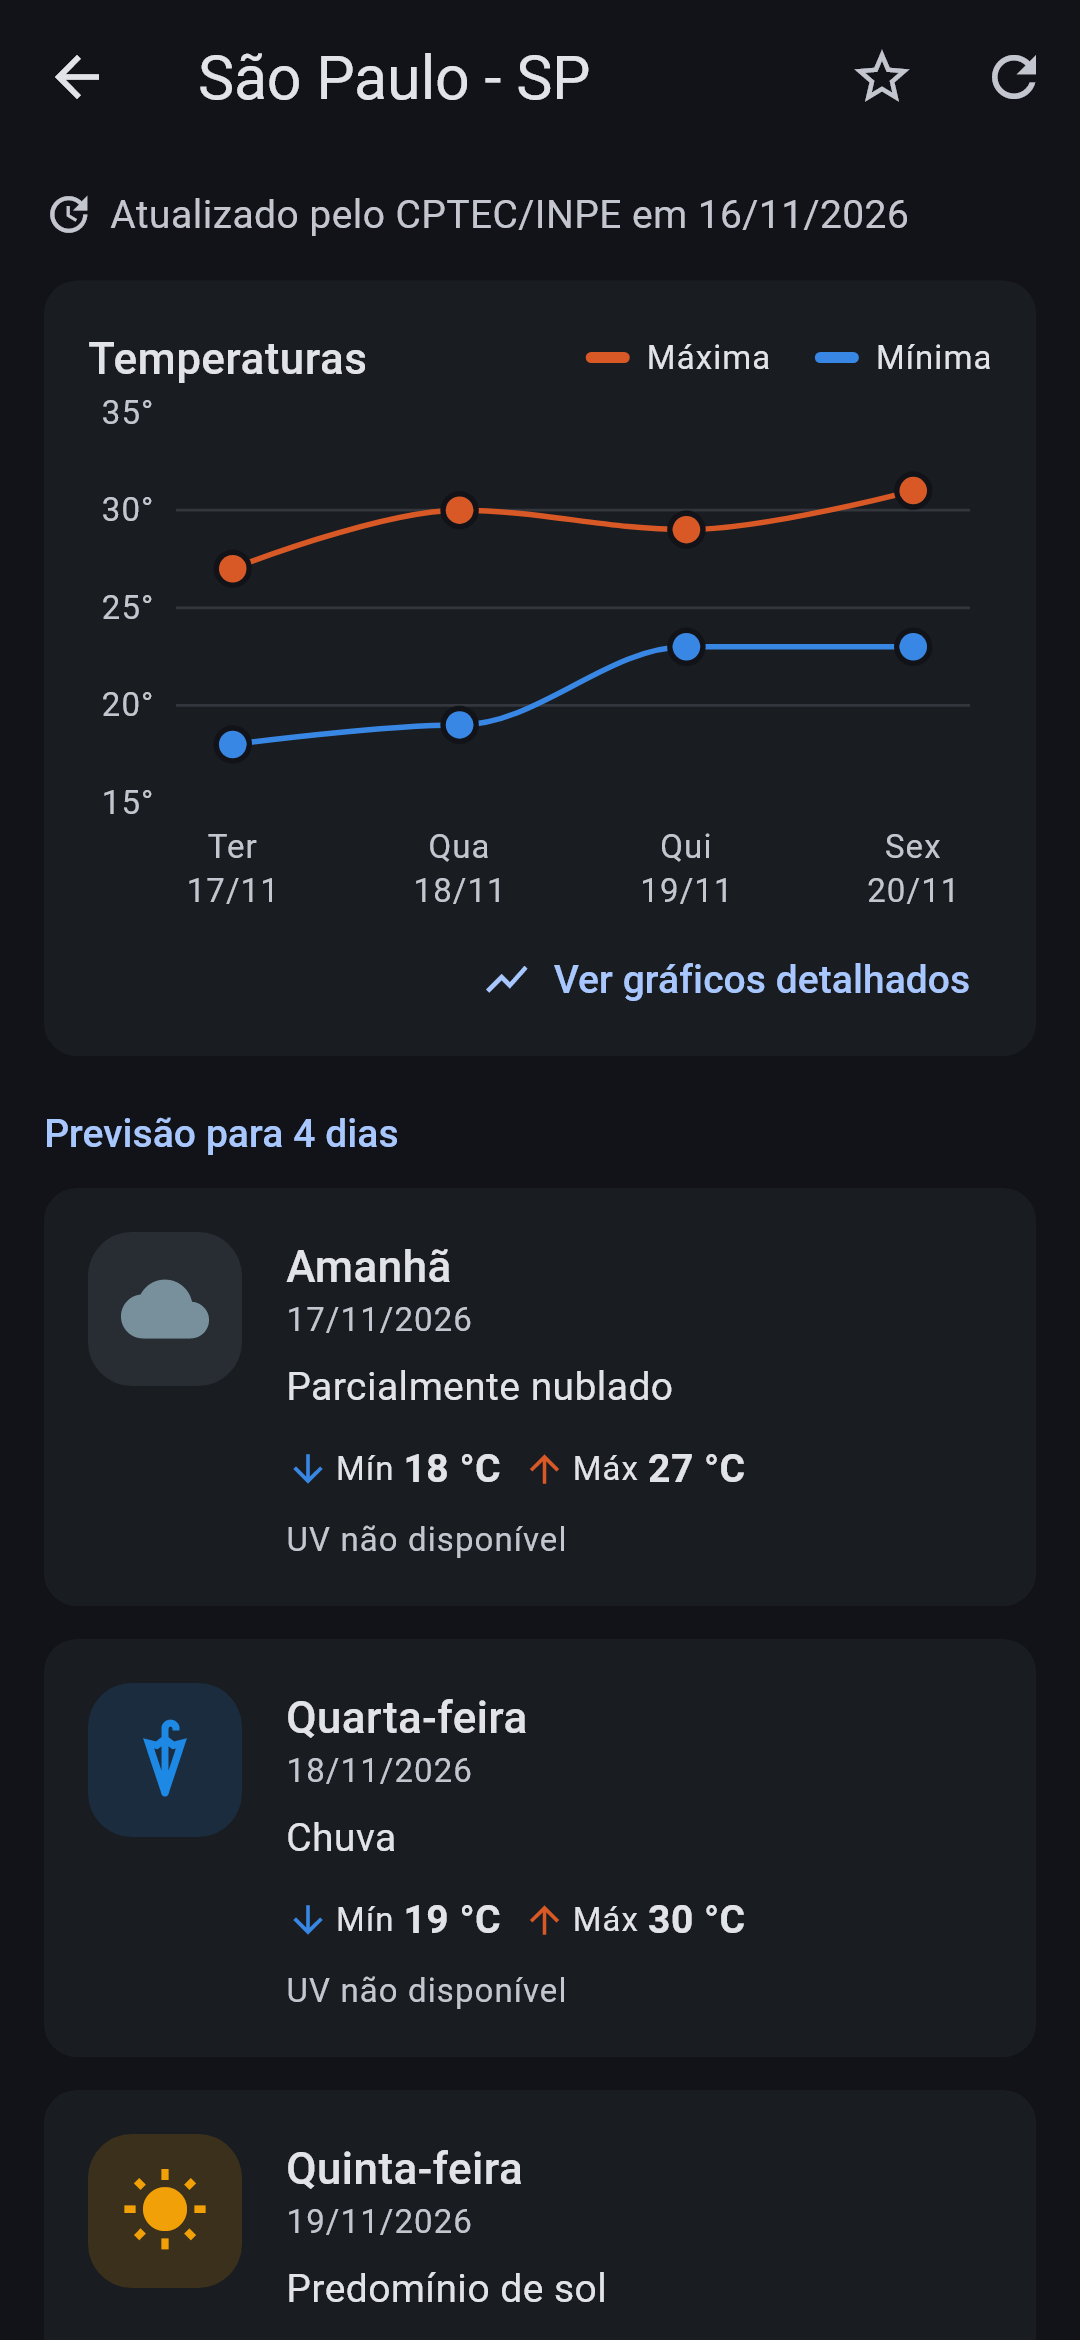 São Paulo - SP
Atualizado pelo CPTEC/INPE em 16/11/2026
Temperaturas
Máxima
Mínima
35°
30°
25°
20°
15°
Ter
17/11
Qua
18/11
Qui
19/11
Sex
20/11
Ver gráficos detalhados
Previsão para 4 dias
Amanhã
17/11/2026
Parcialmente nublado
Mín 18 °C Máx 27 °C
UV não disponível
Quarta-feira
18/11/2026
Chuva
Mín 19 °C Máx 30 °C
UV não disponível
Quinta-feira
19/11/2026
Predomínio de sol